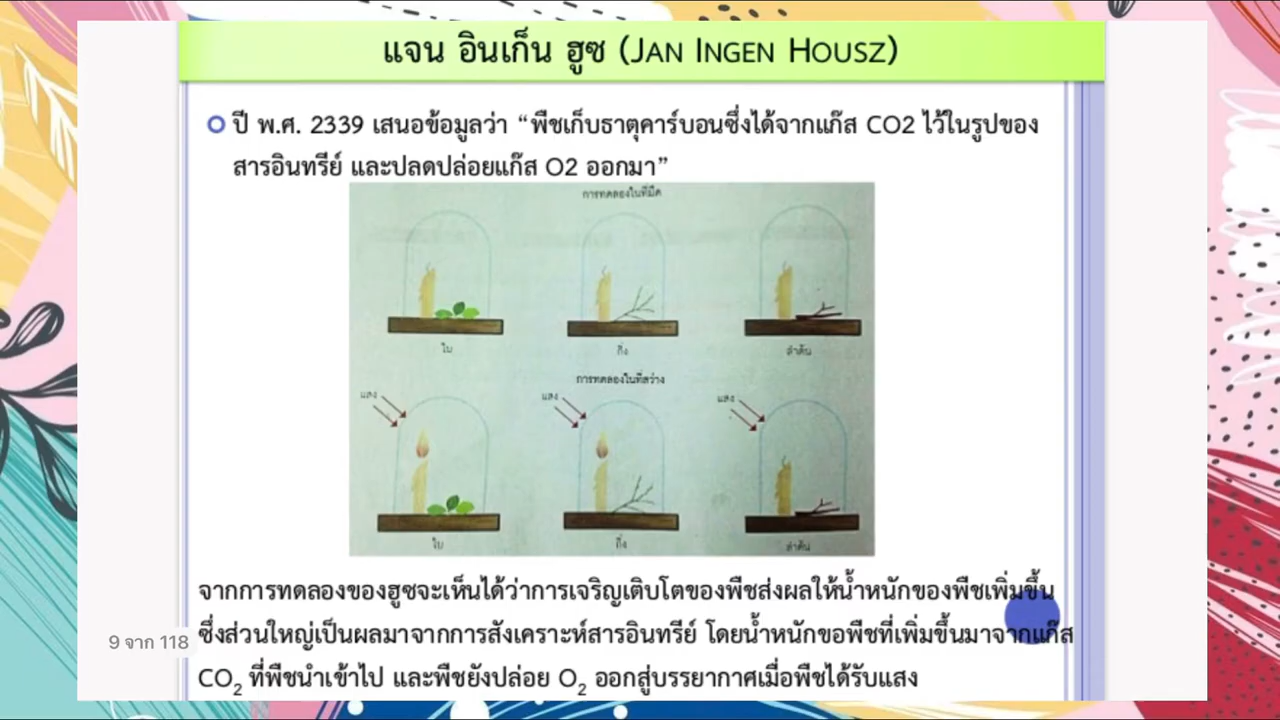 แจน อินเก็น ฮูซ (JAN INGEN HOUSZ)
ปี พ.ศ. 2339 เสนอข้อมูลว่า “พืชเก็บธาตุคาร์บอนซึ่งได้จากแก๊ส CO2 ไว้ในรูปของ
สารอินทรีย์ และปลดปล่อยแก๊ส O2 ออกมา”
การทดลองในที่มืด
ใบ กิ่ง ลำต้น
การทดลองในที่สว่าง
แสง แสง แสง
ใบ กิ่ง ลำต้น
จากการทดลองของฮูซจะเห็นได้ว่าการเจริญเติบโตของพืชส่งผลให้น้ำหนักของพืชเพิ่มขึ้น
ซึ่งส่วนใหญ่เป็นผลมาจากการสังเคราะห์สารอินทรีย์ โดยน้ำหนักขอพืชที่เพิ่มขึ้นมาจากแก๊ส
9 จาก 118
CO2 ที่พืชนำเข้าไป และพืชยังปล่อย O2 ออกสู่บรรยากาศเมื่อพืชได้รับแสง